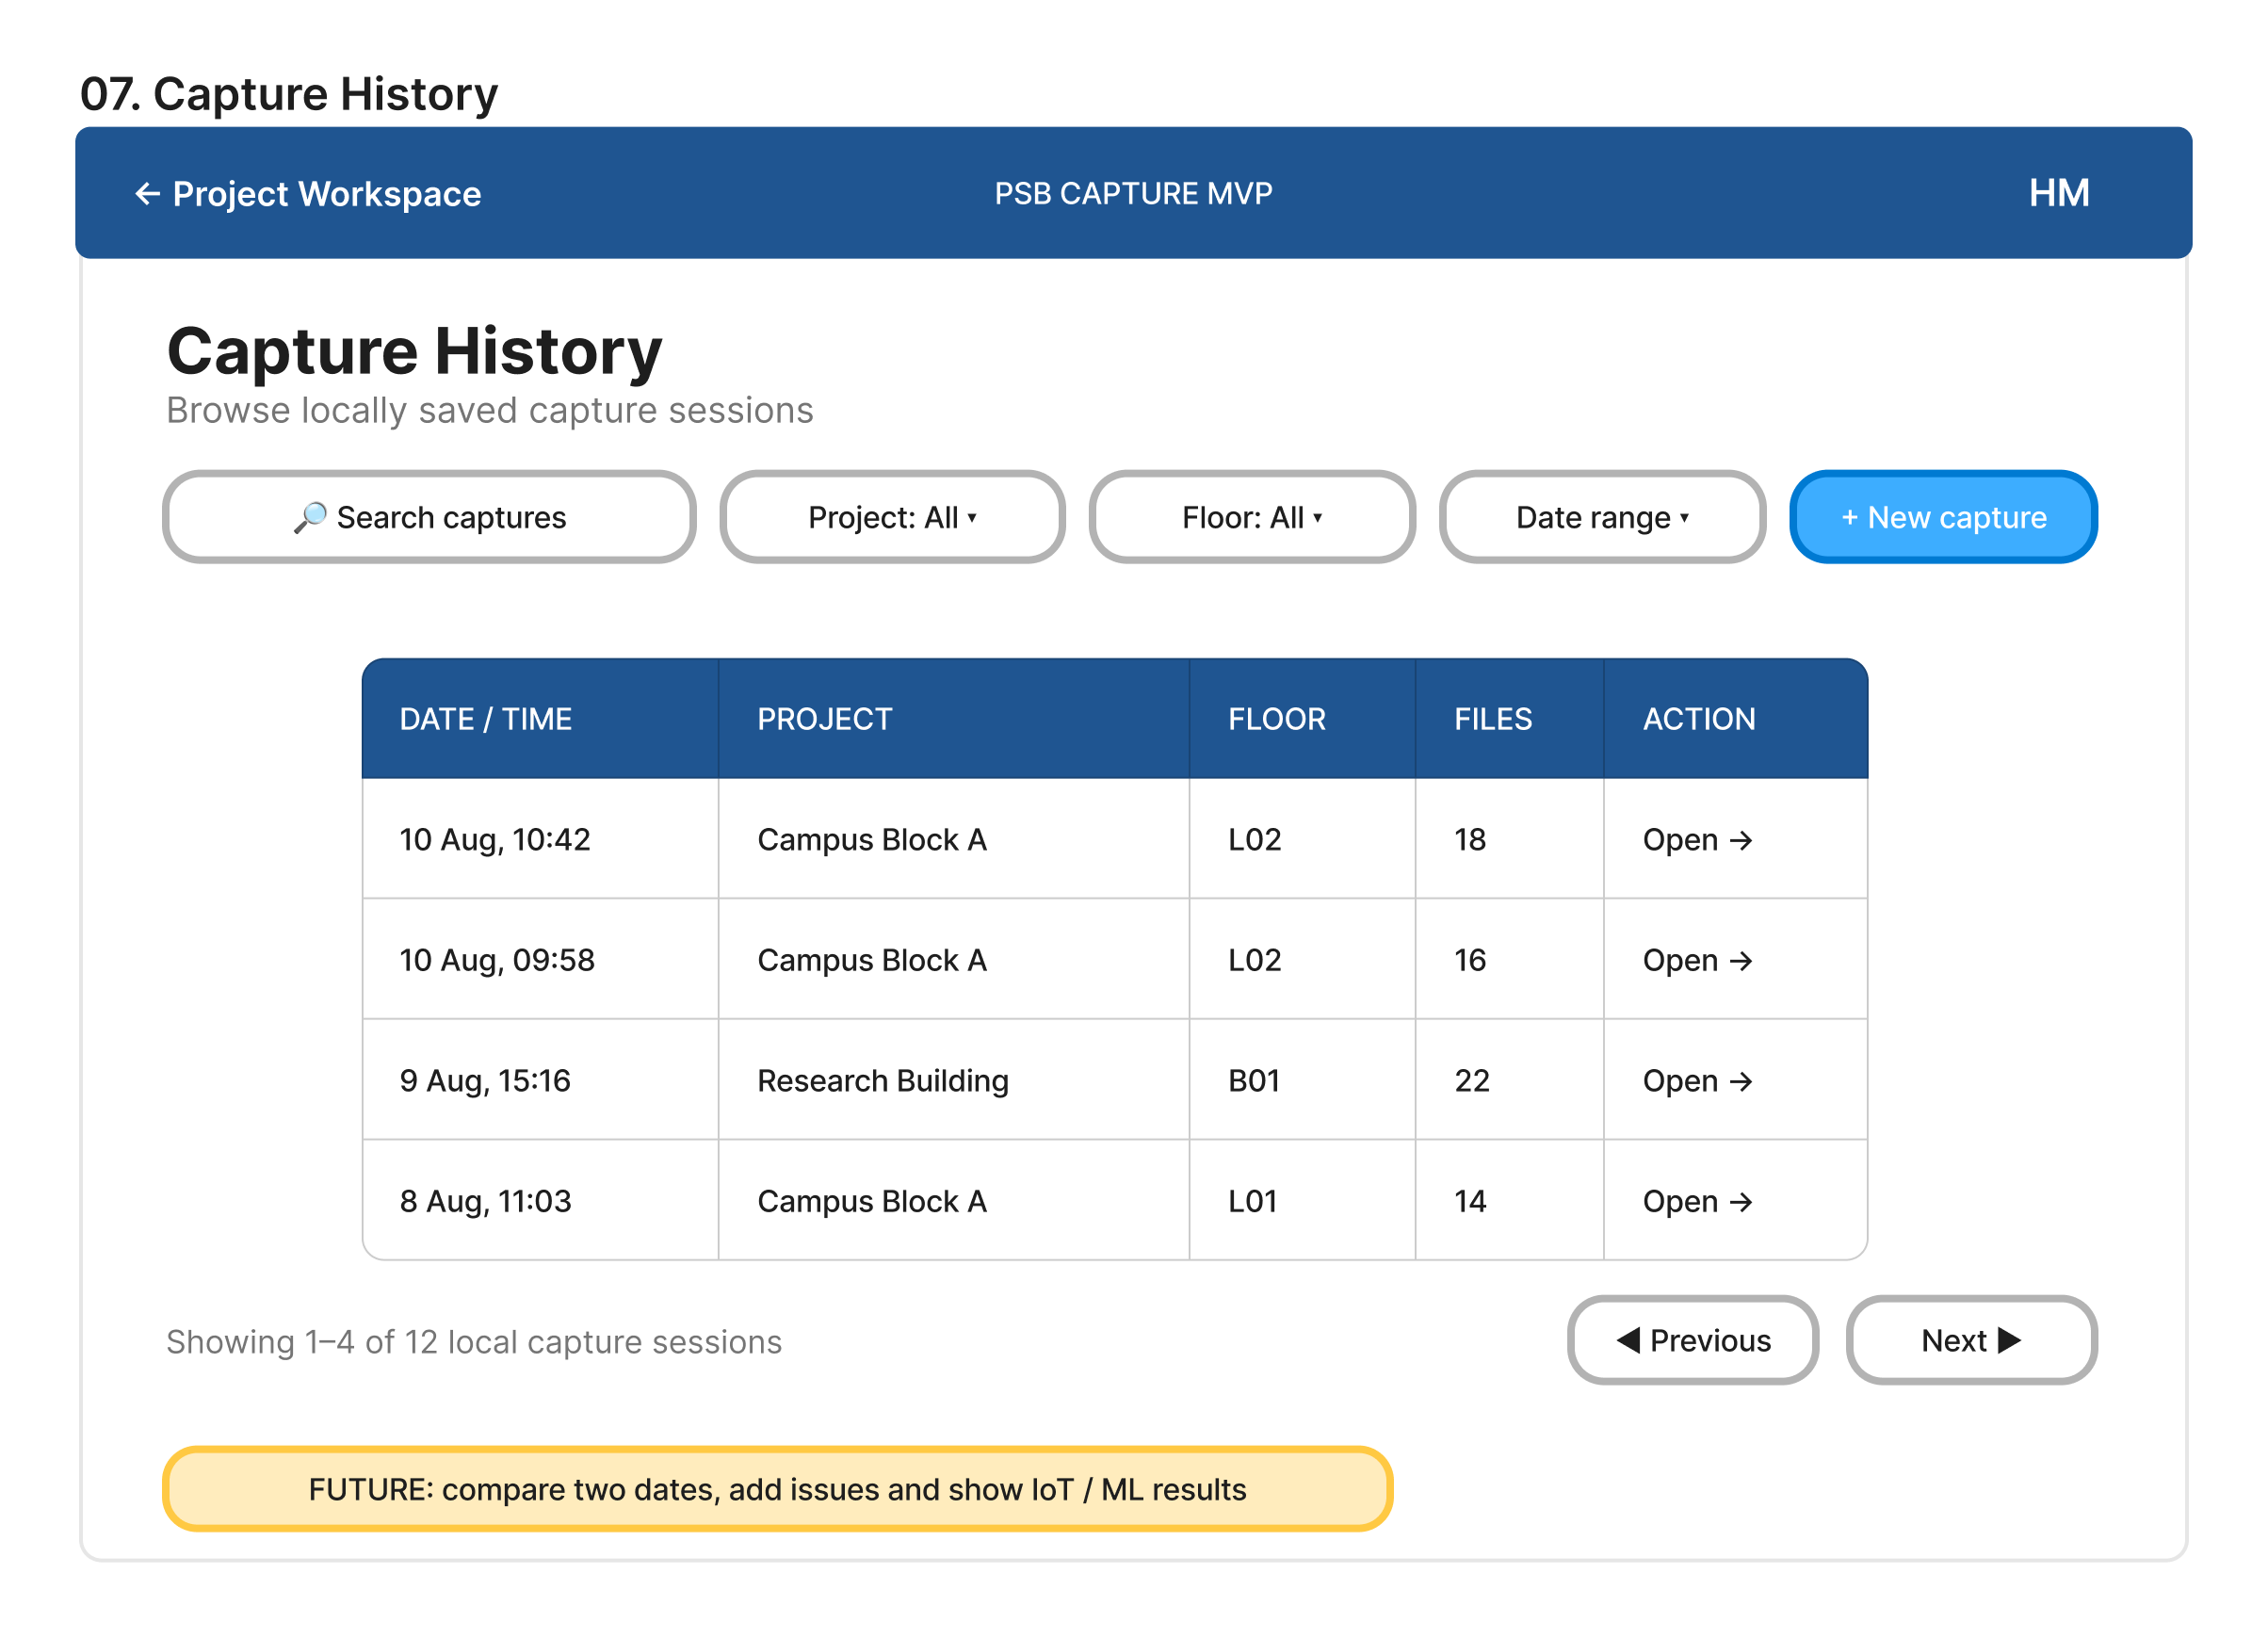 07. Capture History
← Project Workspace
PSB CAPTURE MVP
HM
Capture History
Browse locally saved capture sessions
🔎 Search captures
Project: All ▾
Floor: All ▾
Date range ▾
+ New capture
DATE / TIME PROJECT FLOOR FILES ACTION
10 Aug, 10:42 Campus Block A L02 18 Open →
10 Aug, 09:58 Campus Block A L02 16 Open →
9 Aug, 15:16 Research Building B01 22 Open →
8 Aug, 11:03 Campus Block A L01 14 Open →
Showing 1–4 of 12 local capture sessions
◀ Previous
Next ▶
FUTURE: compare two dates, add issues and show IoT / ML results